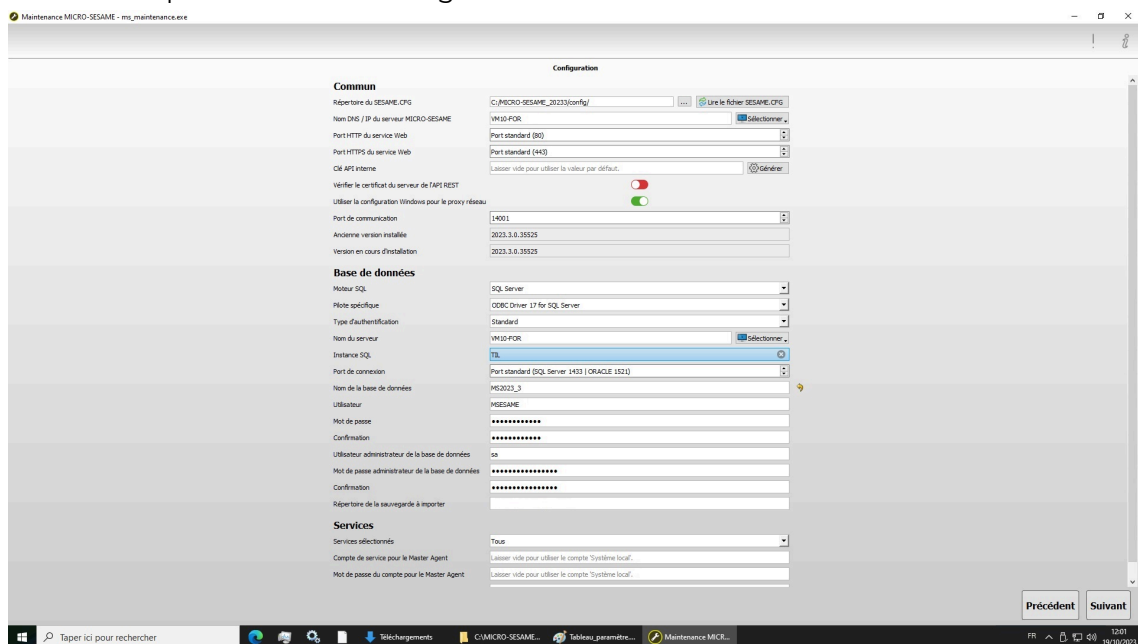 Maintenance MICRO-SESAME - ms_maintenance.exe
Configuration
Commun
Répertoire du SESAME.CFG C:/MICRO-SESAME_20233/config/ ... Lire le fichier SESAME.CFG
Nom DNS / IP du serveur MICRO-SESAME VM10-FOR Sélectionner
Port HTTP du service Web Port standard (80)
Port HTTPS du service Web Port standard (443)
Clé API interne Laisser vide pour utiliser la valeur par défaut. Générer
Vérifier le certificat du serveur de l'API REST
Utiliser la configuration Windows pour le proxy réseau
Port de communication 14001
Ancienne version installée 2023.3.0.35525
Version en cours d'installation 2023.3.0.35525
Base de données
Moteur SQL SQL Server
Pilote spécifique ODBC Driver 17 for SQL Server
Type d'authentification Standard
Nom du serveur VM10-FOR Sélectionner
Instance SQL TIL
Port de connexion Port standard (SQL Server 1433 | ORACLE 1521)
Nom de la base de données MS2023_3
Utilisateur MSESAME
Mot de passe ••••••••••••
Confirmation ••••••••••••
Utilisateur administrateur de la base de données sa
Mot de passe administrateur de la base de données ••••••••••••••••
Confirmation ••••••••••••••••
Répertoire de la sauvegarde à importer
Services
Services sélectionnés Tous
Compte de service pour le Master Agent Laisser vide pour utiliser le compte 'Système local'.
Mot de passe du compte pour le Master Agent Laisser vide pour utiliser le compte 'Système local'.
Précédent Suivant
Taper ici pour rechercher Téléchargements C:\MICRO-SESAME... Tableau_paramètre... Maintenance MICR... FR 12:01
19/10/2023